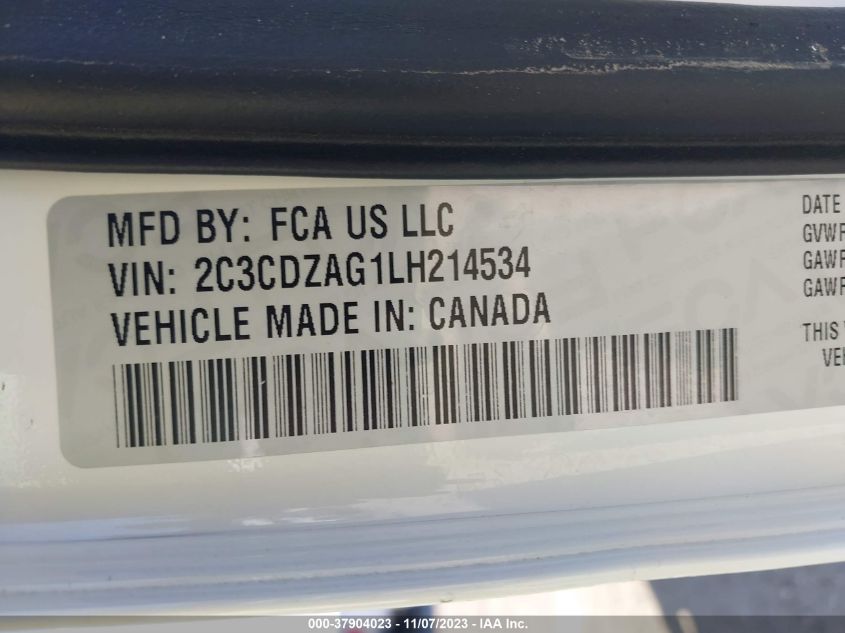 MFD BY: FCA US LLC
VIN: 2C3CDZAG1LH214534
VEHICLE MADE IN: CANADA
DATE
GVWR
GAWR
GAWR
THIS
000-37904023 - 11/07/2023 - IAA Inc.